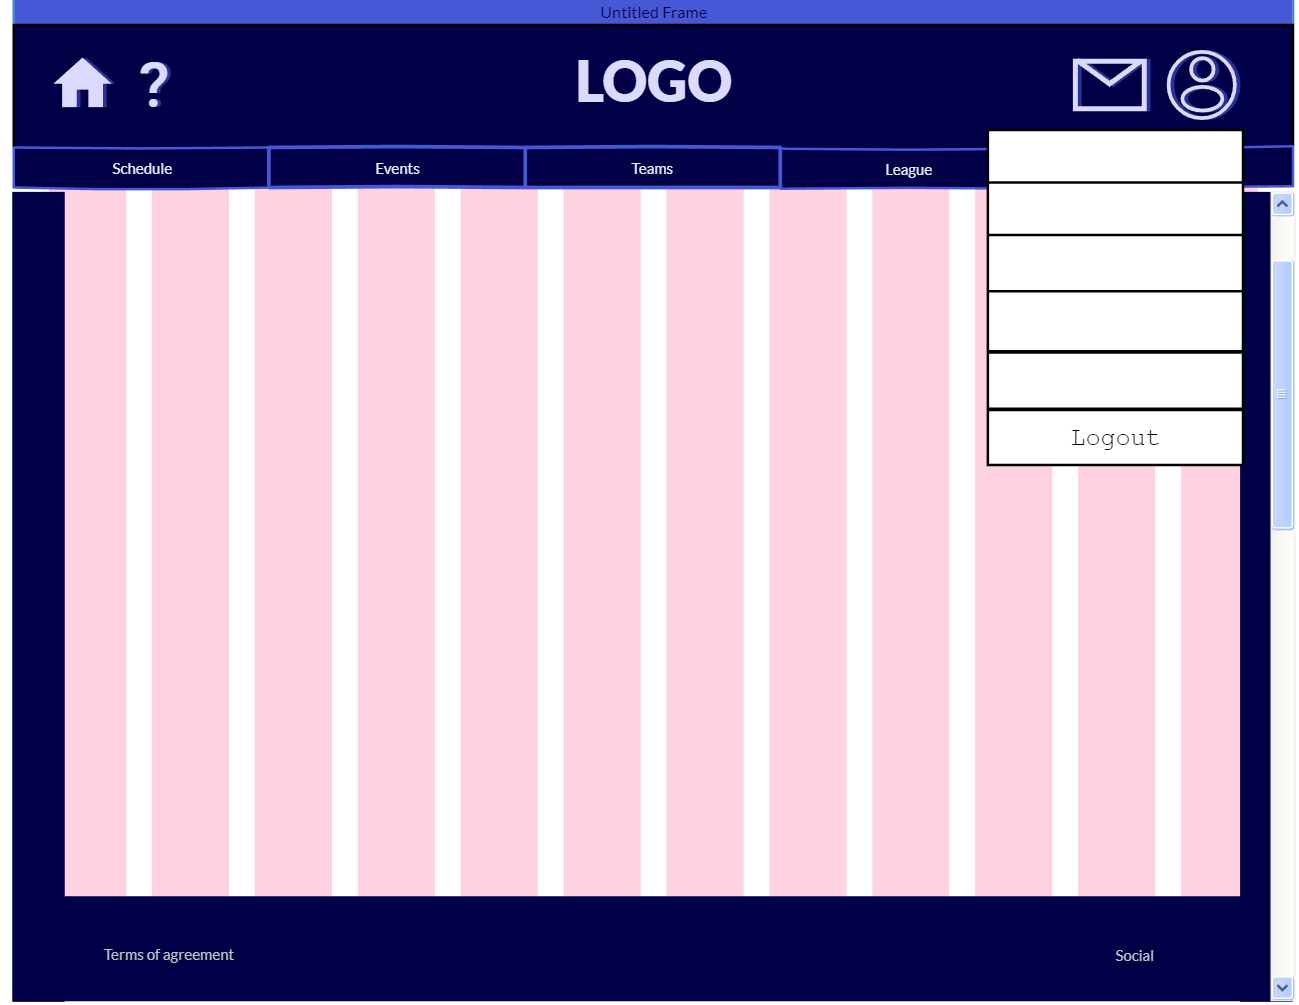 Untitled Frame
?
LOGO
Schedule
Events
Teams
League
Logout
Terms of agreement
Social